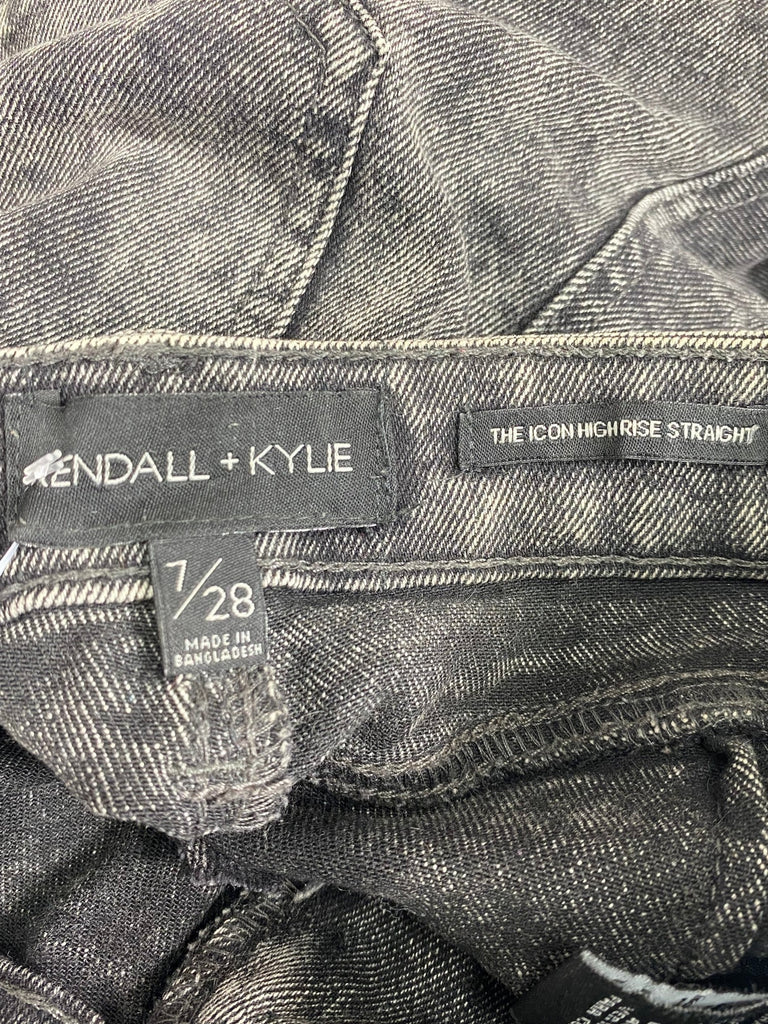 KENDALL + KYLIE
THE ICON HIGH RISE STRAIGHT
7/28
MADE IN
BANGLADESH